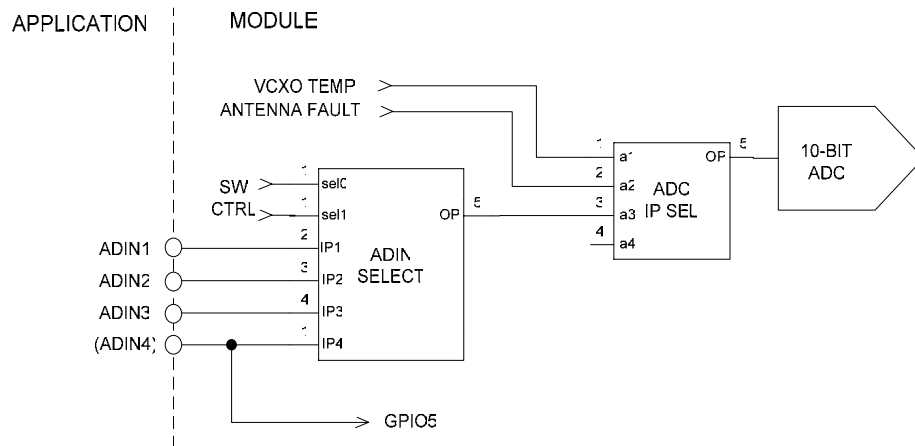 APPLICATION
MODULE
VCXO TEMP
ANTENNA FAULT
SW
CTRL
1
sel0
1
sel1
ADIN1
2
IP1
ADIN2
3
IP2
ADIN3
4
IP3
(ADIN4)
1
IP4
ADIN
SELECT
OP
5
1
a1
2
a2
3
a3
4
a4
ADC
IP SEL
OP
5
10-BIT
ADC
GPIO5